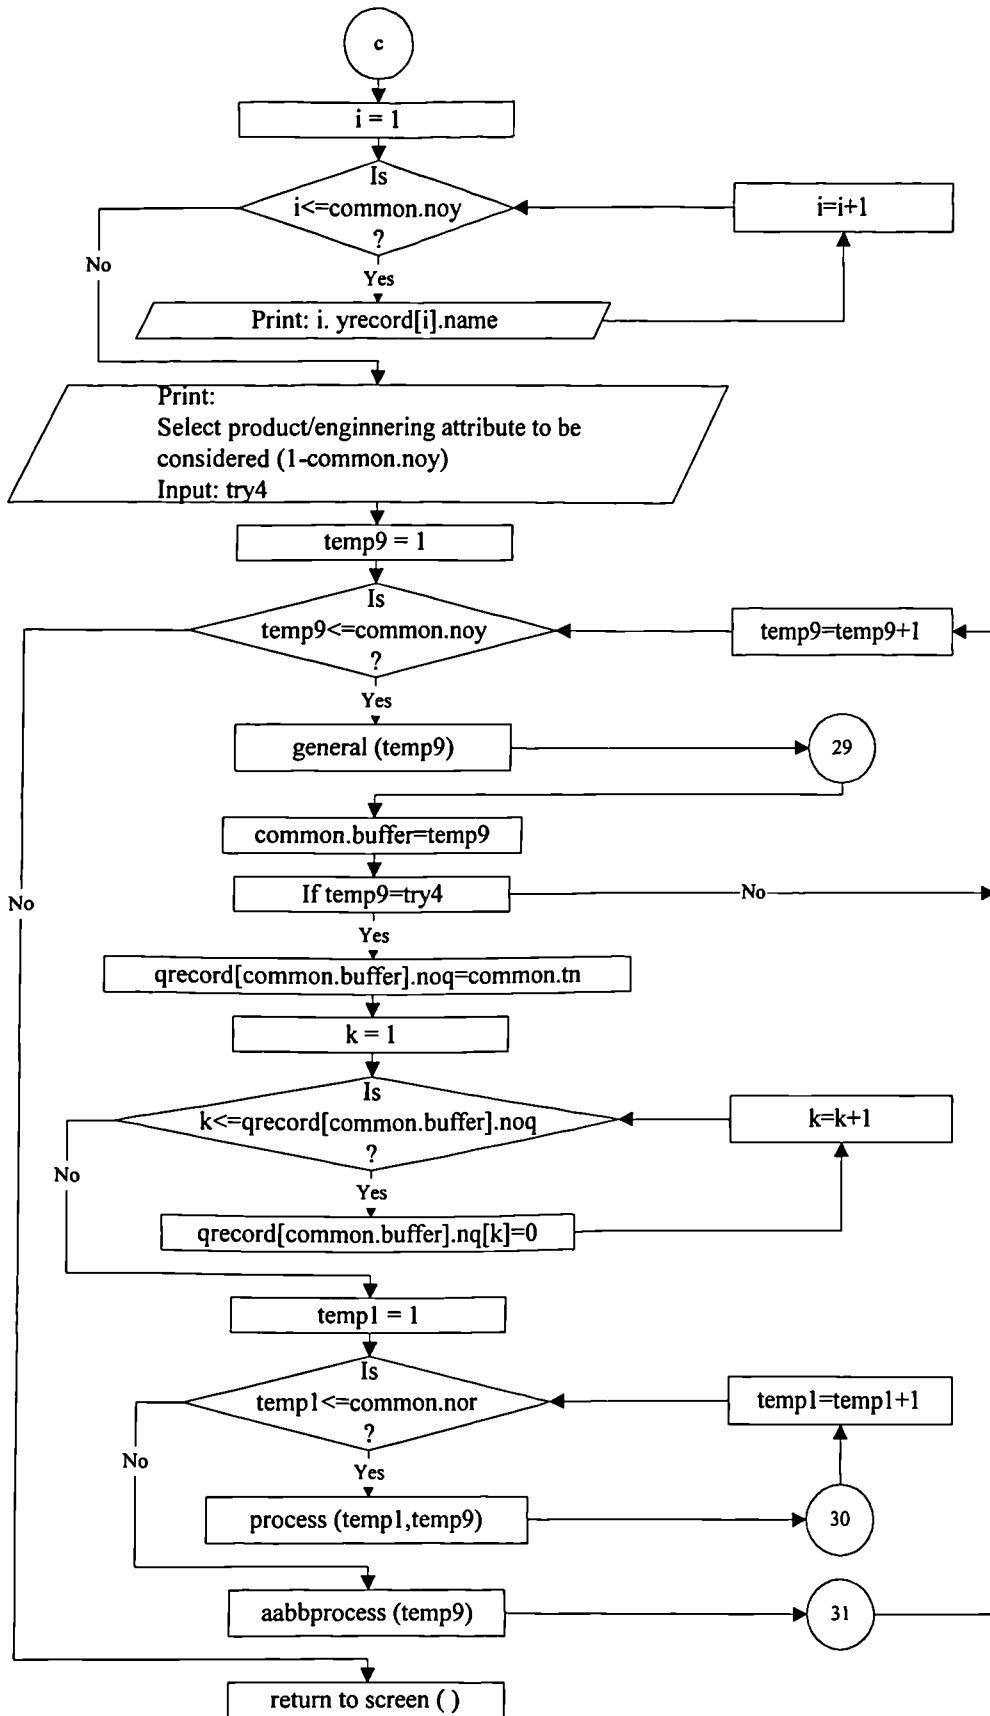 c
i = 1
Is
i<=common.noy
?
i=i+1
No
Yes
Print: i. yrecord[i].name
Print:
Select product/enginnering attribute to be
considered (1-common.noy)
Input: try4
temp9 = 1
Is
temp9<=common.noy
?
temp9=temp9+1
Yes
general (temp9)
29
common.buffer=temp9
No
If temp9=try4
No
Yes
qrecord[common.buffer].noq=common.tn
k = 1
Is
k<=qrecord[common.buffer].noq
?
k=k+1
No
Yes
qrecord[common.buffer].nq[k]=0
temp1 = 1
Is
temp1<=common.nor
?
temp1=temp1+1
No
Yes
process (temp1,temp9)
30
aabbprocess (temp9)
31
return to screen ( )